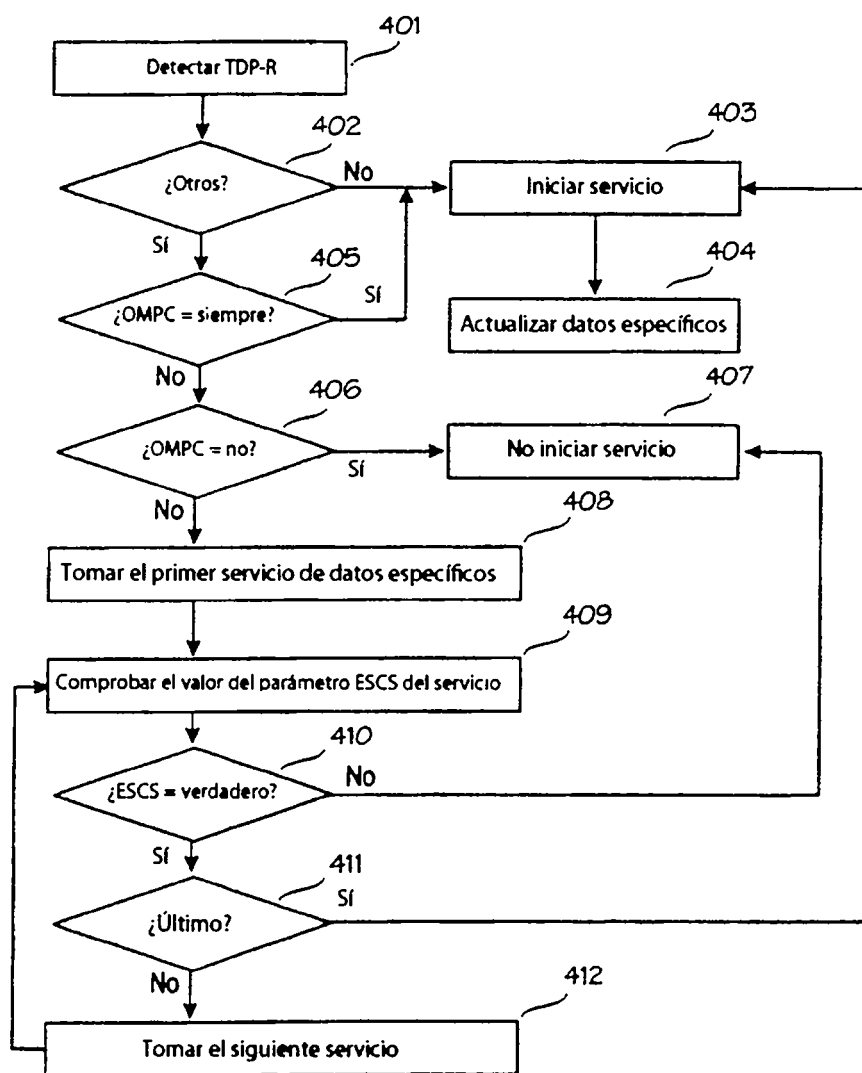 401
Detectar TDP-R
402
¿Otros?
No
403
Iniciar servicio
Sí
405
¿OMPC = siempre?
Sí
404
Actualizar datos específicos
No
406
¿OMPC = no?
Sí
407
No iniciar servicio
No
408
Tomar el primer servicio de datos específicos
409
Comprobar el valor del parámetro ESCS del servicio
410
¿ESCS = verdadero?
No
Sí
411
¿Último?
Sí
No
412
Tomar el siguiente servicio